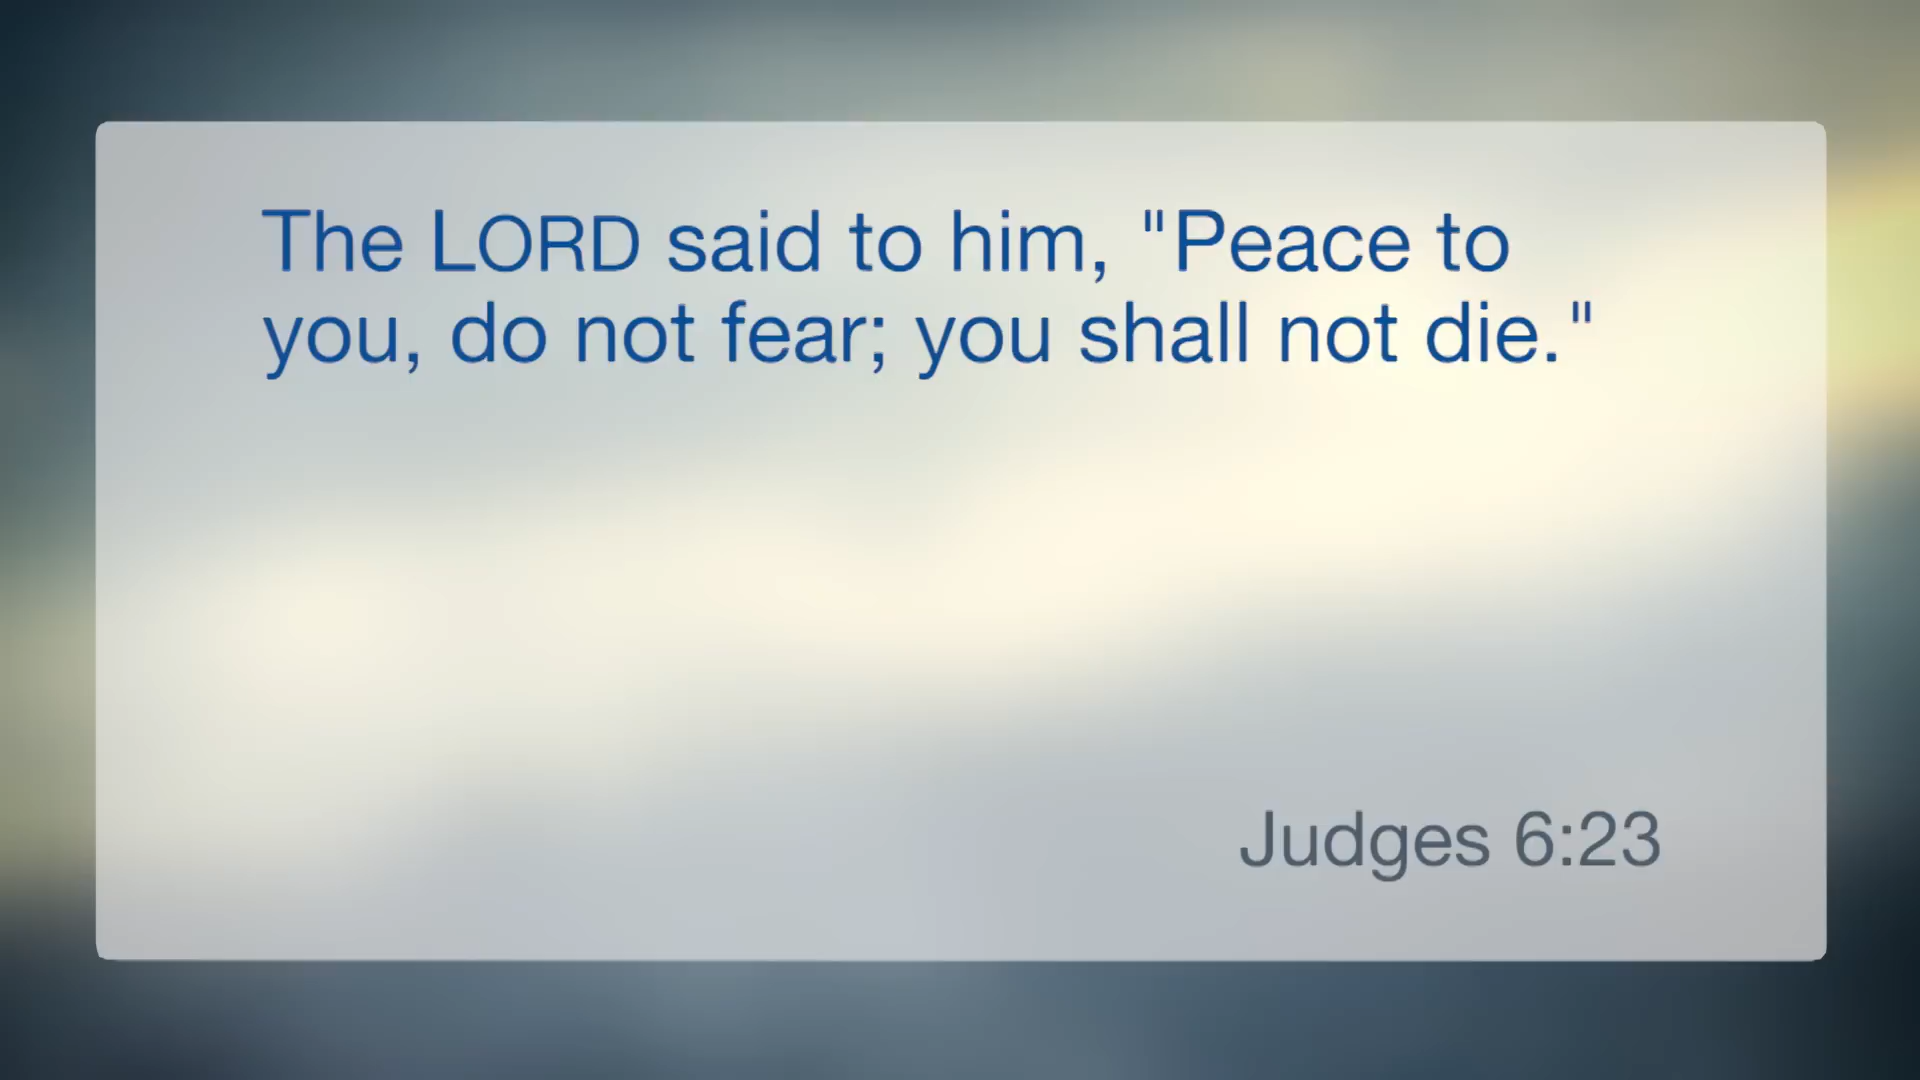 The LORD said to him, "Peace to
you, do not fear; you shall not die."
Judges 6:23